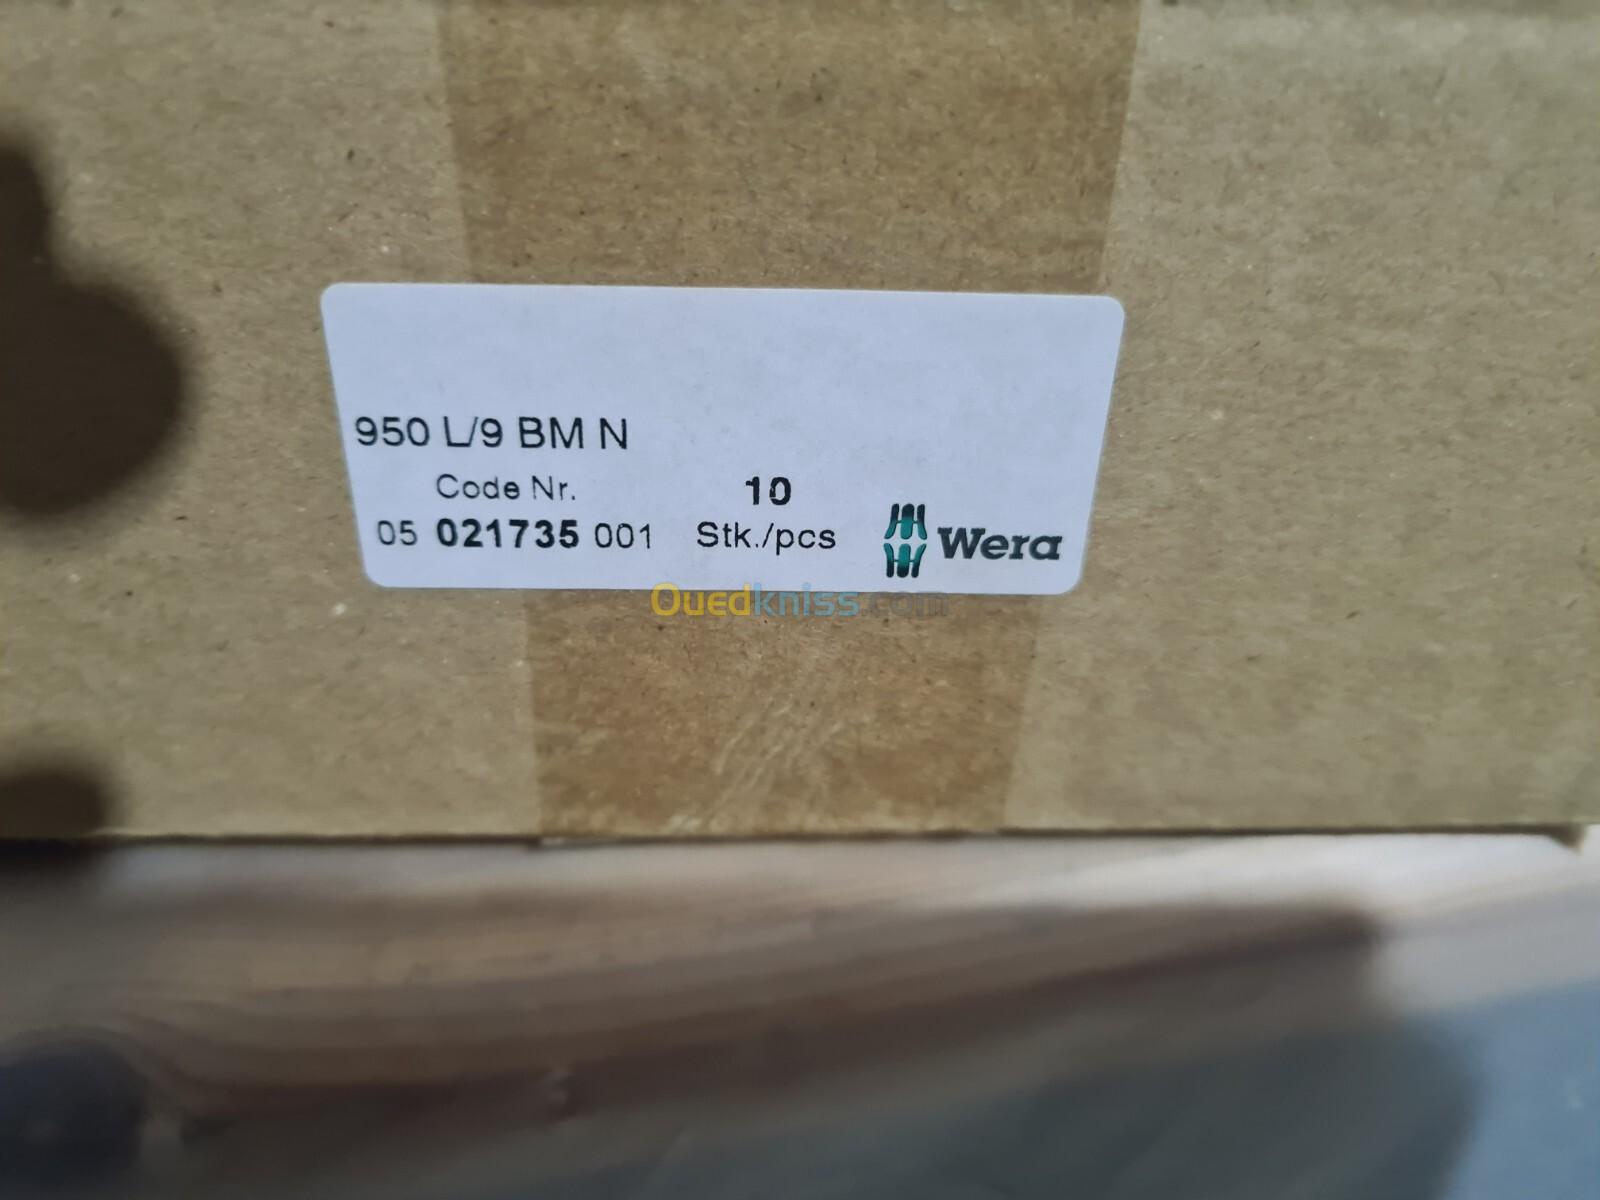 950 L/9 BM N
Code Nr.
10
05 021735 001
Stk./pcs
Wera
Ouedkniss.com